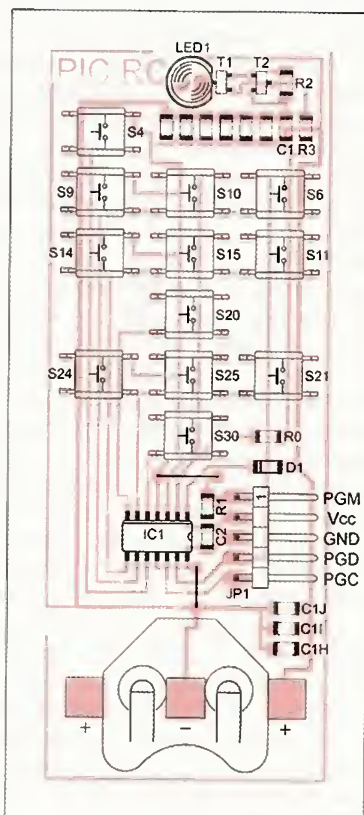 LED1
T1
T2
PIC RC
R2
S4
C1
R3
S9
S10
S6
S14
S15
S11
S20
S24
S25
S21
S30
R0
D1
R1
1
PGM
Vcc
IC1
C2
GND
PGD
JP1
PGC
C1J
C1I
C1H
+
−
+